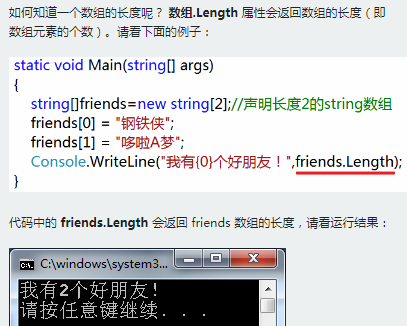 如何知道一个数组的长度呢？ 数组.Length 属性会返回数组的长度（即
数组元素的个数）。请看下面的例子：
static void Main(string[] args)
{
string[]friends=new string[2];//声明长度2的string数组
friends[0] = "钢铁侠";
friends[1] = "哆啦A梦";
Console.WriteLine("我有{0}个好朋友！",friends.Length);
}
代码中的 friends.Length 会返回 friends 数组的长度，请看运行结果：
C:\windows\system3...
我有2个好朋友！
请按任意键继续. . .